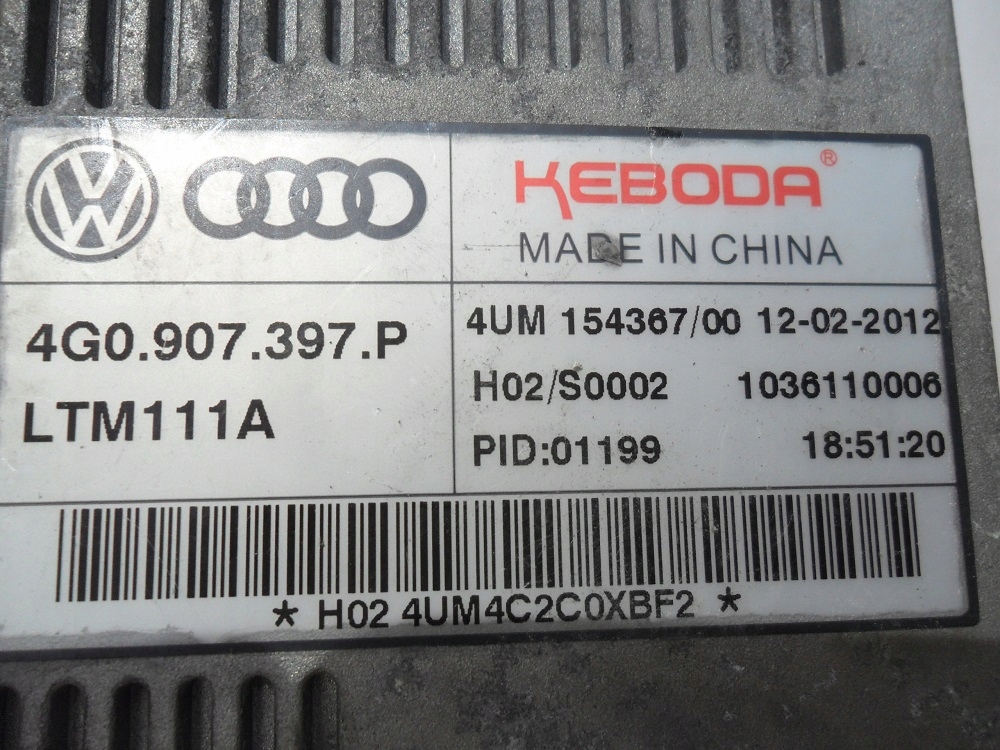 KEBODA®
MADE IN CHINA
4G0.907.397.P
LTM111A
4UM 154367/00 12-02-2012
H02/S0002 1036110006
PID:01199 18:51:20
* H02 4UM4C2C0XBF2 *